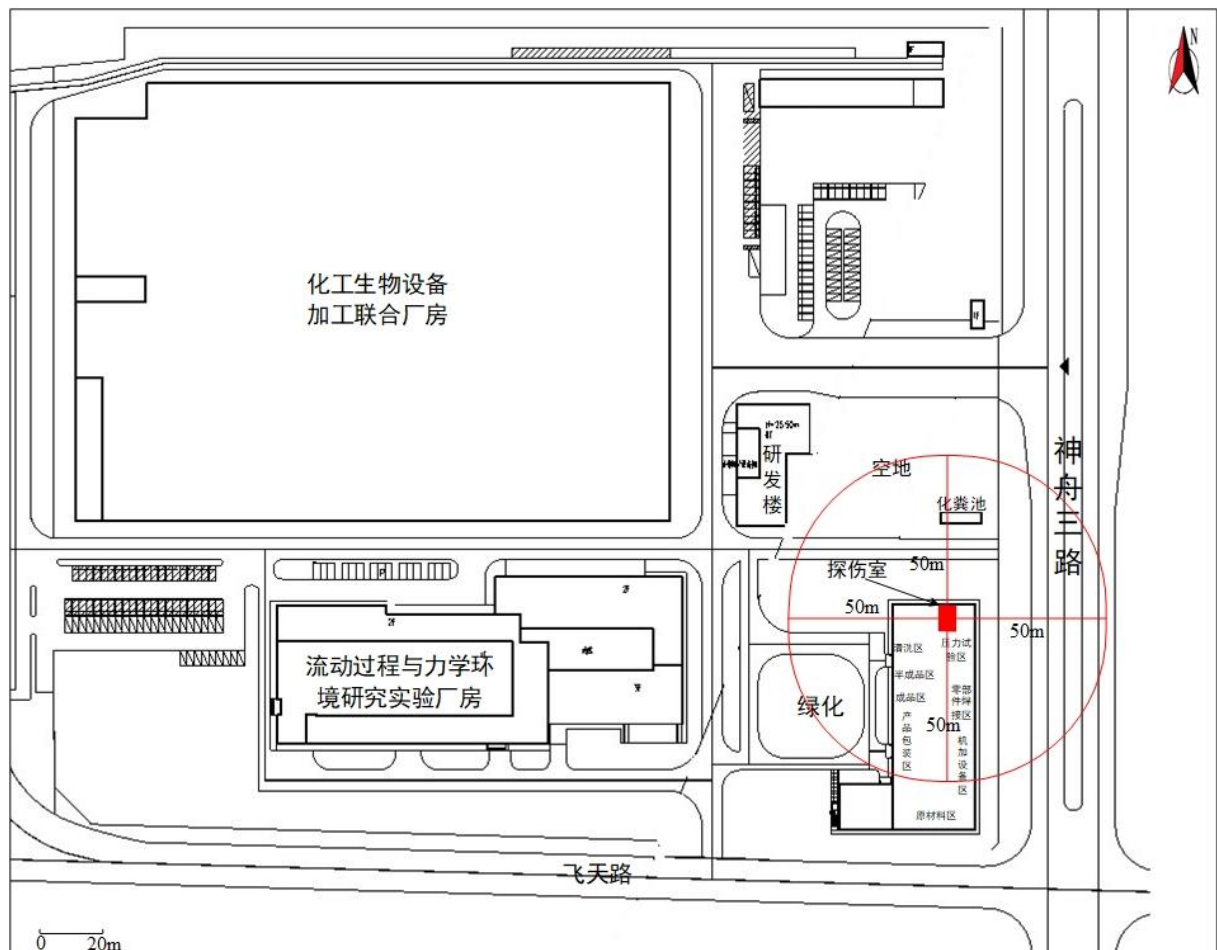 N
化工生物设备
加工联合厂房
研
发
楼
空地
化粪池
神
舟
三
路
探伤室
50m
50m
50m
清洗区
压力试
验区
半成品区
成品区
零部
件焊
接区
50m
产
品
包
装
区
机
加
设
备
区
原材料区
绿化
P
2F
流动过程与力学环
境研究实验厂房
飞天路
0
20m